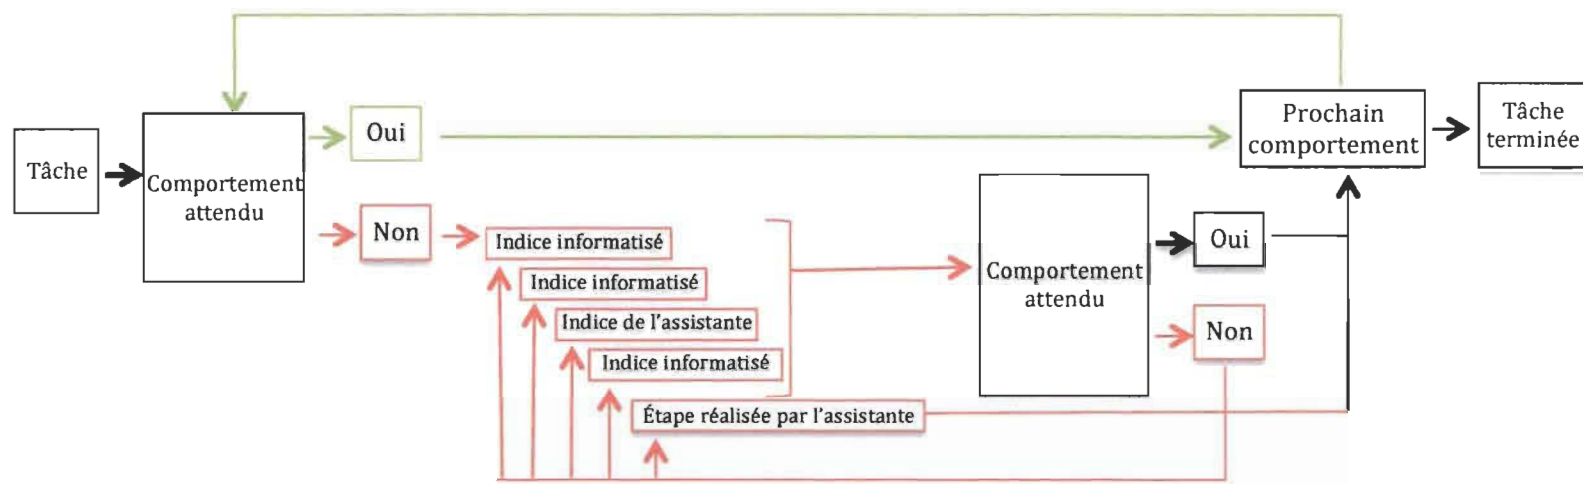 Tâche
Comportement
attendu
Oui
Non
Indice informatisé
Indice informatisé
Indice de l'assistante
Indice informatisé
Étape réalisée par l'assistante
Comportement
attendu
Oui
Non
Prochain
comportement
Tâche
terminée